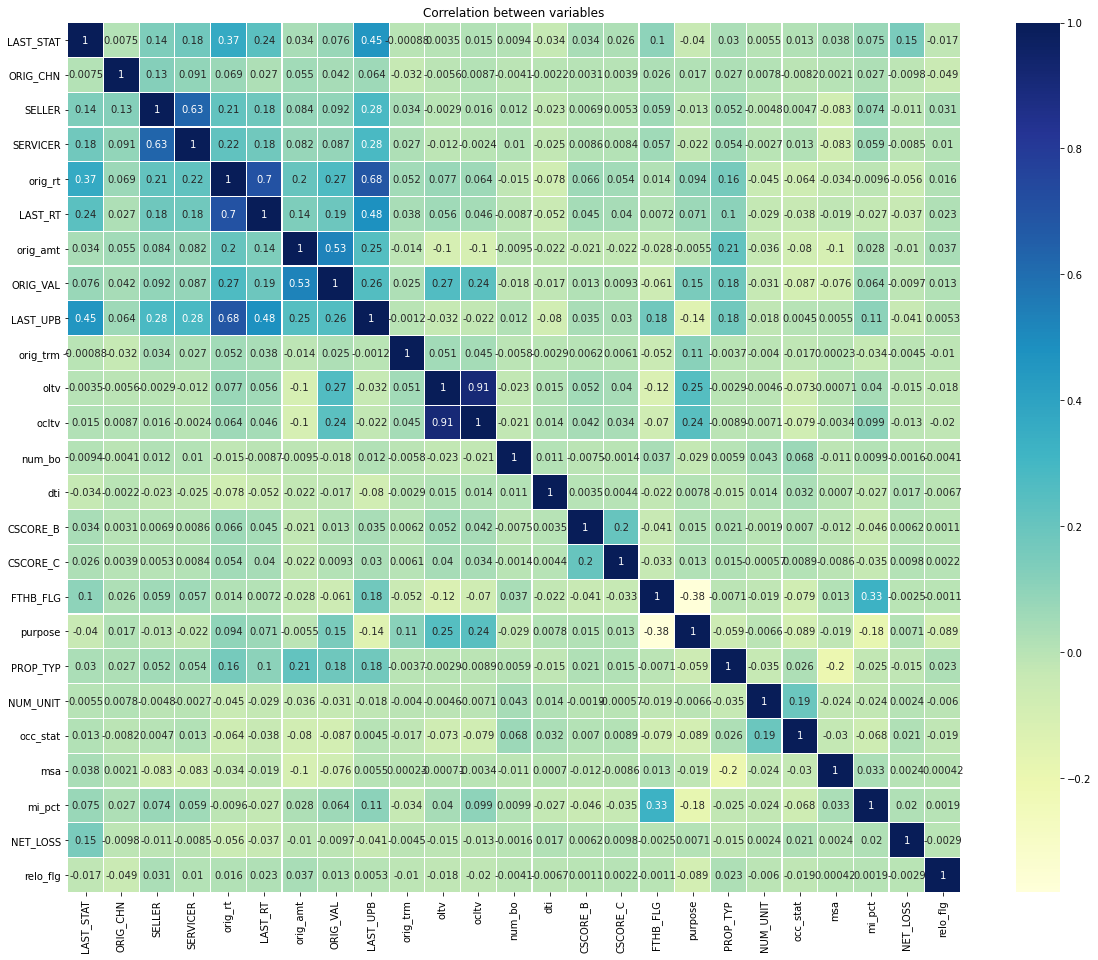 Correlation between variables
LAST_STAT 1 0.0075 0.14 0.18 0.37 0.24 0.034 0.076 0.45 -0.00088 0.0035 0.015 0.0094 -0.034 0.034 0.026 0.1 -0.04 0.03 0.0055 0.013 0.038 0.075 0.15 -0.017
ORIG_CHN -0.0075 1 0.13 0.091 0.069 0.027 0.055 0.042 0.064 -0.032 -0.0056 0.0087 -0.0041 -0.0022 0.0031 0.0039 0.026 0.017 0.027 0.0078 -0.0082 0.0021 0.027 -0.0098 -0.049
SELLER 0.14 0.13 1 0.63 0.21 0.18 0.084 0.092 0.28 0.034 -0.0029 0.016 0.012 -0.023 0.0069 0.0053 0.059 -0.013 0.052 -0.0048 0.0047 -0.083 0.074 -0.011 0.031
SERVICER 0.18 0.091 0.63 1 0.22 0.18 0.082 0.087 0.28 0.027 -0.012 -0.0024 0.01 -0.025 0.0086 0.0084 0.057 -0.022 0.054 -0.0027 0.013 -0.083 0.059 -0.0085 0.01
orig_rt 0.37 0.069 0.21 0.22 1 0.7 0.2 0.27 0.68 0.052 0.077 0.064 -0.015 -0.078 0.066 0.054 0.014 0.094 0.16 -0.045 -0.064 -0.034 -0.0096 -0.056 0.016
LAST_RT 0.24 0.027 0.18 0.18 0.7 1 0.14 0.19 0.48 0.038 0.056 0.046 -0.0087 -0.052 0.045 0.04 0.0072 0.071 0.1 -0.029 -0.038 -0.019 -0.027 -0.037 0.023
orig_amt 0.034 0.055 0.084 0.082 0.2 0.14 1 0.53 0.25 -0.014 -0.1 -0.1 -0.0095 -0.022 -0.021 -0.022 -0.028 -0.0055 0.21 -0.036 -0.08 -0.1 0.028 -0.01 0.037
ORIG_VAL 0.076 0.042 0.092 0.087 0.27 0.19 0.53 1 0.26 0.025 0.27 0.24 -0.018 -0.017 0.013 0.0093 -0.061 0.15 0.18 -0.031 -0.087 -0.076 0.064 -0.0097 0.013
LAST_UPB 0.45 0.064 0.28 0.28 0.68 0.48 0.25 0.26 1 -0.0012 -0.032 -0.022 0.012 -0.08 0.035 0.03 0.18 -0.14 0.18 -0.018 0.0045 0.0055 0.11 -0.041 0.0053
orig_trm -0.00088 -0.032 0.034 0.027 0.052 0.038 -0.014 0.025 -0.0012 1 0.051 0.045 -0.0058 -0.0029 0.0062 0.0061 -0.052 0.11 -0.0037 -0.004 -0.017 0.00023 -0.034 -0.0045 -0.01
oltv -0.0035 -0.0056 -0.0029 -0.012 0.077 0.056 -0.1 0.27 -0.032 0.051 1 0.91 -0.023 0.015 0.052 0.04 -0.12 0.25 -0.0029 -0.0046 -0.073 -0.00071 0.04 -0.015 -0.018
ocltv 0.015 0.0087 0.016 -0.0024 0.064 0.046 -0.1 0.24 -0.022 0.045 0.91 1 -0.021 0.014 0.042 0.034 -0.07 0.24 -0.0089 -0.0071 -0.079 -0.0034 0.099 -0.013 -0.02
num_bo 0.0094 -0.0041 0.012 0.01 -0.015 -0.0087 -0.0095 -0.018 0.012 -0.0058 -0.023 -0.021 1 0.011 -0.0075 -0.0014 0.037 -0.029 0.0059 0.043 0.068 -0.011 0.0099 -0.0016 -0.0041
dti -0.034 -0.0022 -0.023 -0.025 -0.078 -0.052 -0.022 -0.017 -0.08 -0.0029 0.015 0.014 0.011 1 0.0035 0.0044 -0.022 0.0078 -0.015 0.014 0.032 0.0007 -0.027 0.017 -0.0067
CSCORE_B 0.034 0.0031 0.0069 0.0086 0.066 0.045 -0.021 0.013 0.035 0.0062 0.052 0.042 -0.0075 0.0035 1 0.2 -0.041 0.015 0.021 -0.0019 0.007 -0.012 -0.046 0.0062 0.0011
CSCORE_C 0.026 0.0039 0.0053 0.0084 0.054 0.04 -0.022 0.0093 0.03 0.0061 0.04 0.034 -0.0014 0.0044 0.2 1 -0.033 0.013 0.015 -0.00057 0.0089 -0.0086 -0.035 0.0098 0.0022
FTHB_FLG 0.1 0.026 0.059 0.057 0.014 0.0072 -0.028 -0.061 0.18 -0.052 -0.12 -0.07 0.037 -0.022 -0.041 -0.033 1 -0.38 -0.0071 -0.019 -0.079 0.013 0.33 -0.0025 -0.0011
purpose -0.04 0.017 -0.013 -0.022 0.094 0.071 -0.0055 0.15 -0.14 0.11 0.25 0.24 -0.029 0.0078 0.015 0.013 -0.38 1 -0.059 -0.0066 -0.089 -0.019 -0.18 0.0071 -0.089
PROP_TYP 0.03 0.027 0.052 0.054 0.16 0.1 0.21 0.18 0.18 -0.0037 -0.0029 -0.0089 0.0059 -0.015 0.021 0.015 -0.0071 -0.059 1 -0.035 0.026 -0.2 -0.025 -0.015 0.023
NUM_UNIT 0.0055 0.0078 -0.0048 -0.0027 -0.045 -0.029 -0.036 -0.031 -0.018 -0.004 -0.0046 -0.0071 0.043 0.014 -0.0019 -0.00057 -0.019 -0.0066 -0.035 1 0.19 -0.024 -0.024 0.0024 -0.006
occ_stat 0.013 -0.0082 0.0047 0.013 -0.064 -0.038 -0.08 -0.087 0.0045 -0.017 -0.073 -0.079 0.068 0.032 0.007 0.0089 -0.079 -0.089 0.026 0.19 1 -0.03 -0.068 0.021 -0.019
msa 0.038 0.0021 -0.083 -0.083 -0.034 -0.019 -0.1 -0.076 0.0055 0.00023 -0.00071 -0.0034 -0.011 0.0007 -0.012 -0.0086 0.013 -0.019 -0.2 -0.024 -0.03 1 0.033 0.0024 0.00042
mi_pct 0.075 0.027 0.074 0.059 -0.0096 -0.027 0.028 0.064 0.11 -0.034 0.04 0.099 0.0099 -0.027 -0.046 -0.035 0.33 -0.18 -0.025 -0.024 -0.068 0.033 1 0.02 0.0019
NET_LOSS 0.15 -0.0098 -0.011 -0.0085 -0.056 -0.037 -0.01 -0.0097 -0.041 -0.0045 -0.015 -0.013 -0.0016 0.017 0.0062 0.0098 -0.0025 0.0071 -0.015 0.0024 0.021 0.0024 0.02 1 -0.0029
relo_flg -0.017 -0.049 0.031 0.01 0.016 0.023 0.037 0.013 0.0053 -0.01 -0.018 -0.02 -0.0041 -0.0067 0.0011 0.0022 -0.0011 -0.089 0.023 -0.006 -0.019 0.00042 0.0019 -0.0029 1
LAST_STAT ORIG_CHN SELLER SERVICER orig_rt LAST_RT orig_amt ORIG_VAL LAST_UPB orig_trm oltv ocltv num_bo dti CSCORE_B CSCORE_C FTHB_FLG purpose PROP_TYP NUM_UNIT occ_stat msa mi_pct NET_LOSS relo_flg
1.0
0.8
0.6
0.4
0.2
0.0
−0.2